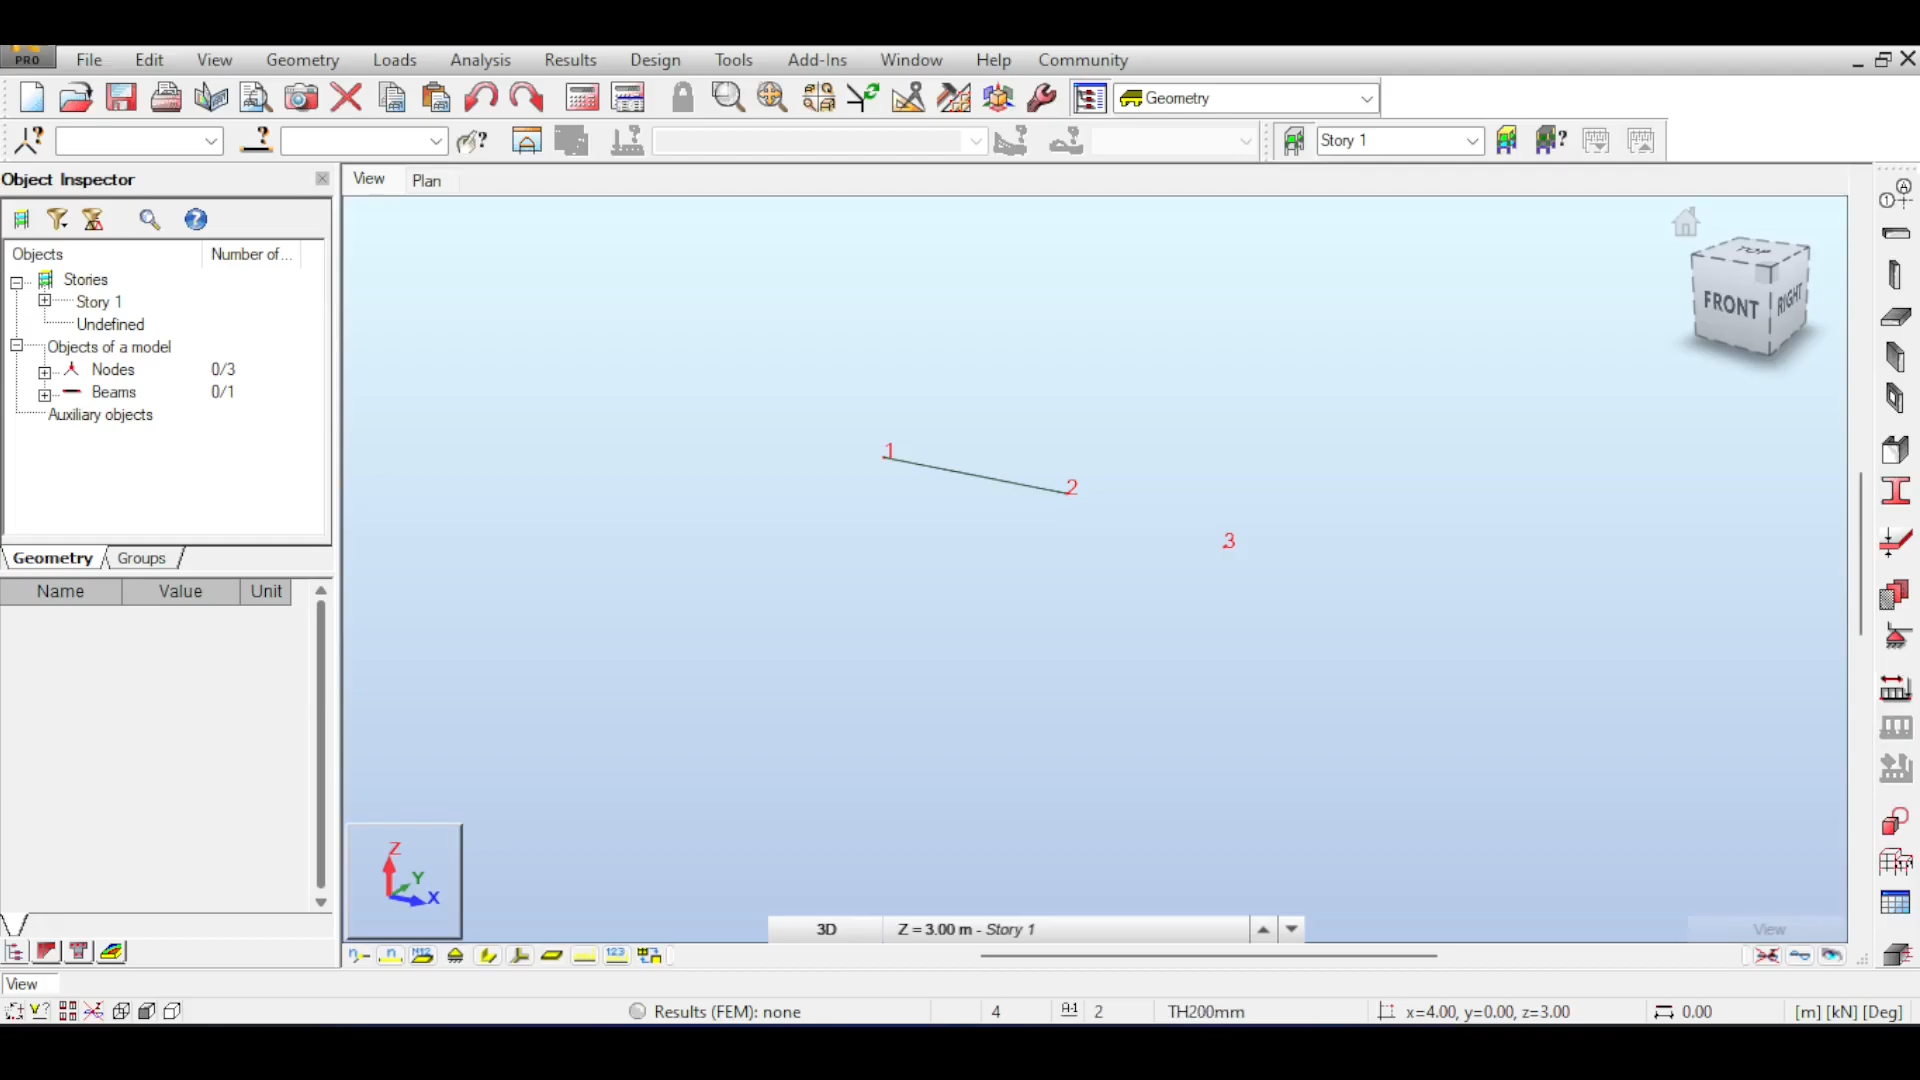 PRO File Edit View Geometry Loads Analysis Results Design Tools Add-Ins Window Help Community
Geometry
Story 1
Object Inspector
View Plan
Objects Number of...
Stories
Story 1
Undefined
Objects of a model
Nodes 0/3
Beams 0/1
Auxiliary objects
TOP
FRONT RIGHT
1
2
3
Geometry Groups
Name Value Unit
Z
Y
X
3D Z = 3.00 m - Story 1
View
View
Results (FEM): none 4 2 TH200mm x=4.00, y=0.00, z=3.00 0.00 [m] [kN] [Deg]